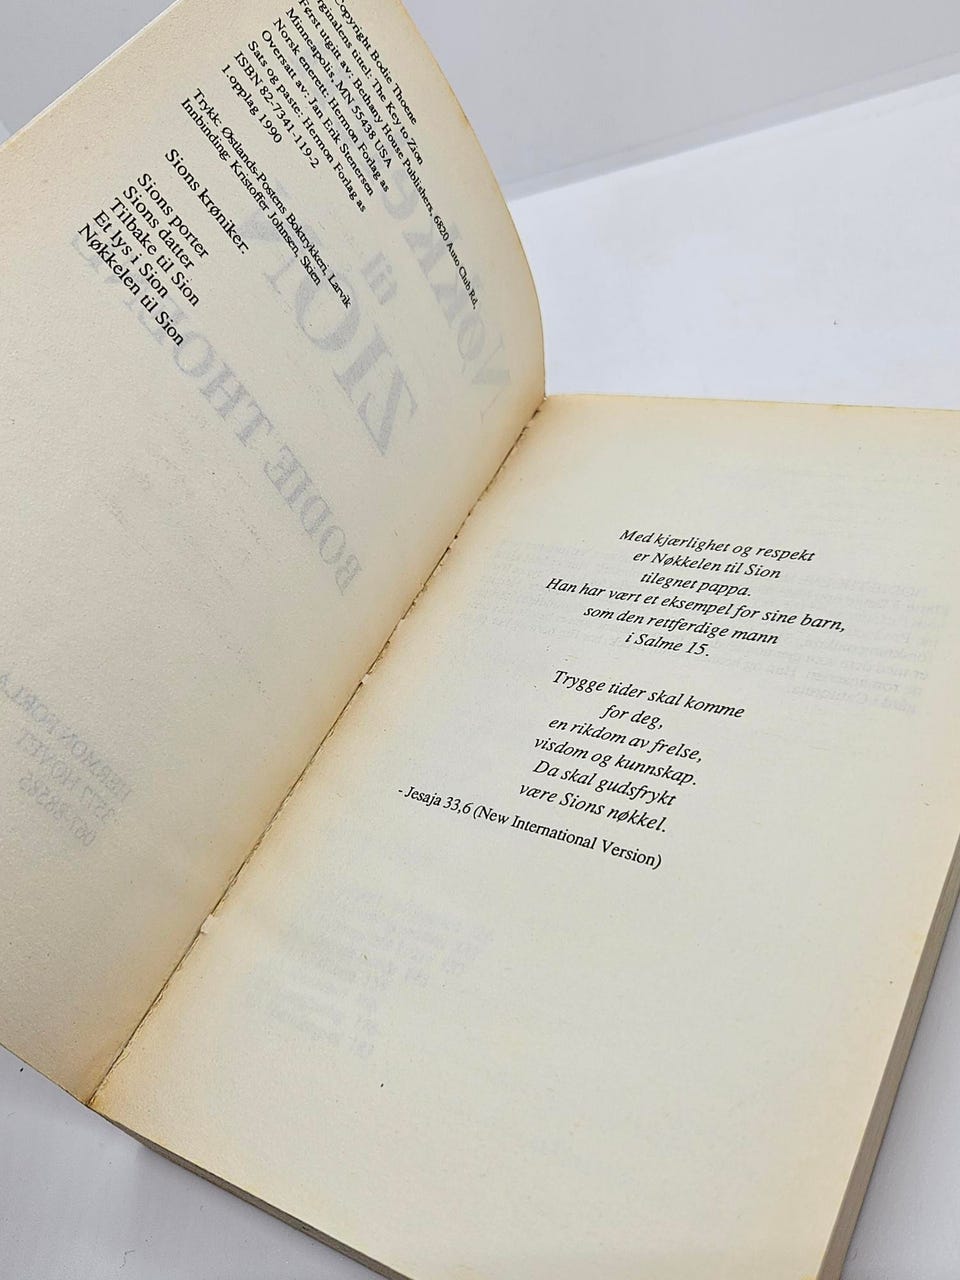 Copyright Bodie Thoene
Orginalens tittel: The Key to Zion
Først utgitt av: Bethany House Publishers, 6820 Auto Club Rd,
Minneapolis, MN 55438 USA
Norsk enerett: Hermon Forlag as
Oversatt av: Jan Erik Stenersen
Sats og paste: Hermon Forlag as
ISBN 82-7341-119-2
1.opplag 1990
Trykk: Østlands-Postens Boktrykkeri, Larvik
Innbinding: Kristoffer Johnsen, Skien
Sions krøniker.
Sions porter
Sions datter
Tilbake til Sion
Et lys i Sion
Nøkkelen til Sion
til
ZION
BODIE THOENE
Med kjærlighet og respekt
er Nøkkelen til Sion
tilegnet pappa.
Han har vært et eksempel for sine barn,
som den rettferdige mann
i Salme 15.
Trygge tider skal komme
for deg,
en rikdom av frelse,
visdom og kunnskap.
Da skal gudsfrykt
være Sions nøkkel.
- Jesaja 33,6 (New International Version)